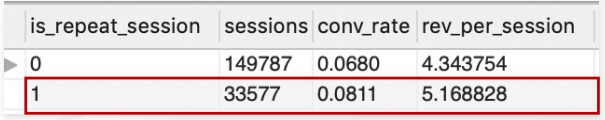 is_repeat_session sessions conv_rate rev_per_session
0 149787 0.0680 4.343754
1 33577 0.0811 5.168828